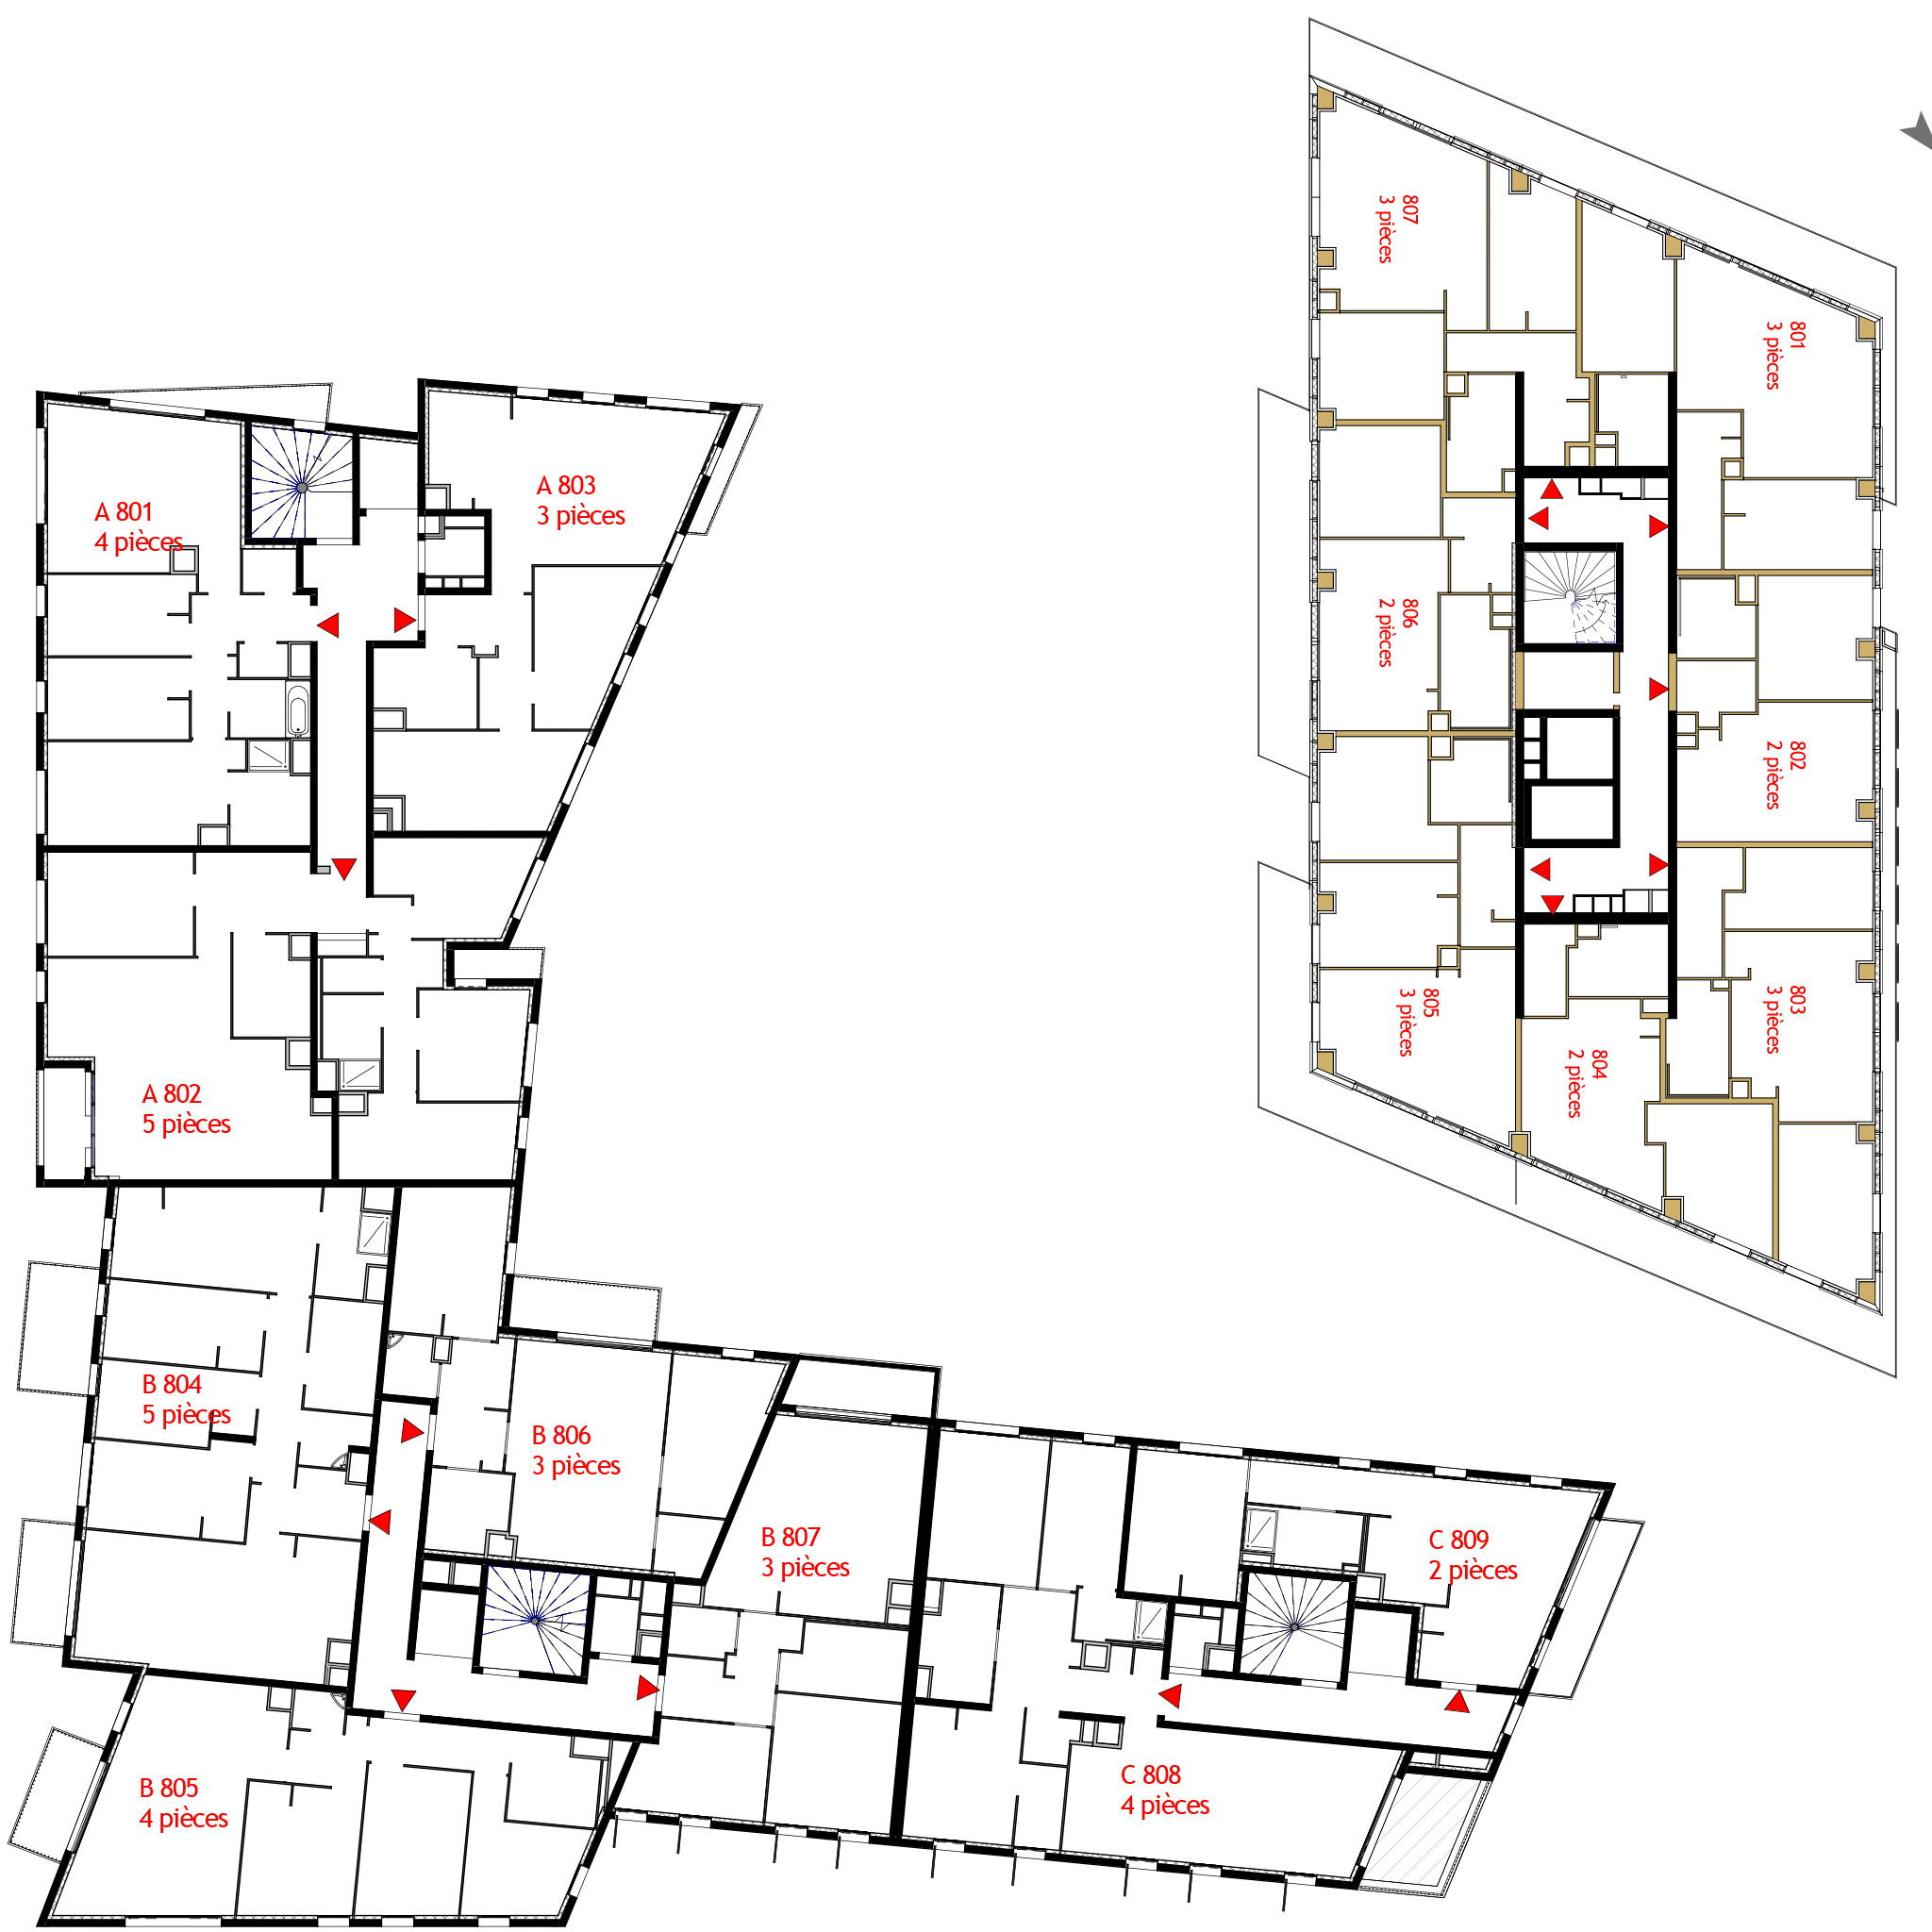 807
3 pièces
801
3 pièces
A 803
3 pièces
A 801
4 pièces
806
2 pièces
802
2 pièces
805
3 pièces
803
3 pièces
804
2 pièces
A 802
5 pièces
B 804
5 pièces
B 806
3 pièces
B 807
3 pièces
C 809
2 pièces
B 805
4 pièces
C 808
4 pièces